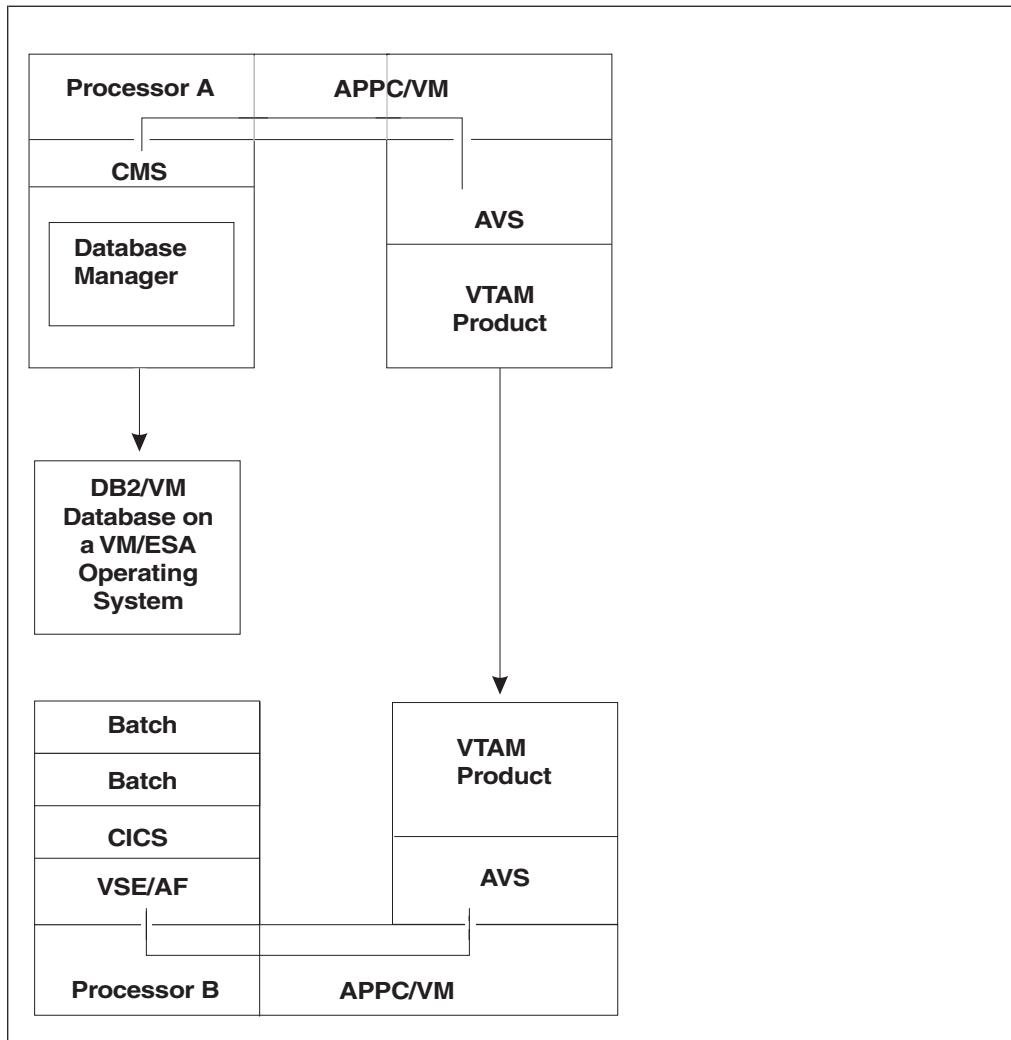 Processor A
APPC/VM
CMS
AVS
Database
Manager
VTAM
Product
DB2/VM
Database on
a VM/ESA
Operating
System
Batch
Batch
CICS
VSE/AF
VTAM
Product
AVS
Processor B
APPC/VM